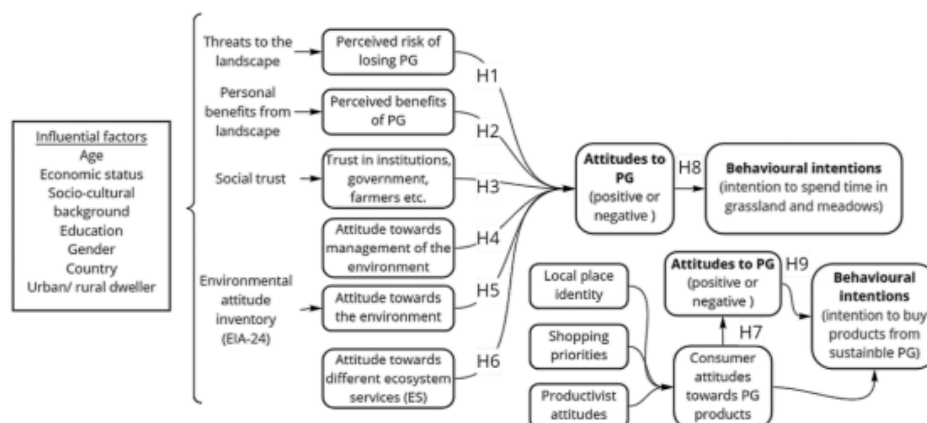 Influential factors
Age
Economic status
Socio-cultural
background
Education
Gender
Country
Urban/ rural dweller
Threats to the
landscape
Personal
benefits from
landscape
Social trust
Environmental
attitude
inventory
(EIA-24)
Perceived risk of
losing PG
Perceived benefits
of PG
Trust in institutions,
government,
farmers etc.
Attitude towards
management of the
environment
Attitude towards
the environment
Attitude towards
different ecosystem
services (ES)
H1
H2
H3
H4
H5
H6
Attitudes to
PG
(positive or
negative )
H8
Behavioural intentions
(intention to spend time in
grassland and meadows)
Local place
identity
Shopping
priorities
Productivist
attitudes
Attitudes to PG
(positive or
negative )
H7
Consumer
attitudes
towards PG
products
H9
Behavioural
intentions
(intention to buy
products from
sustainble PG)